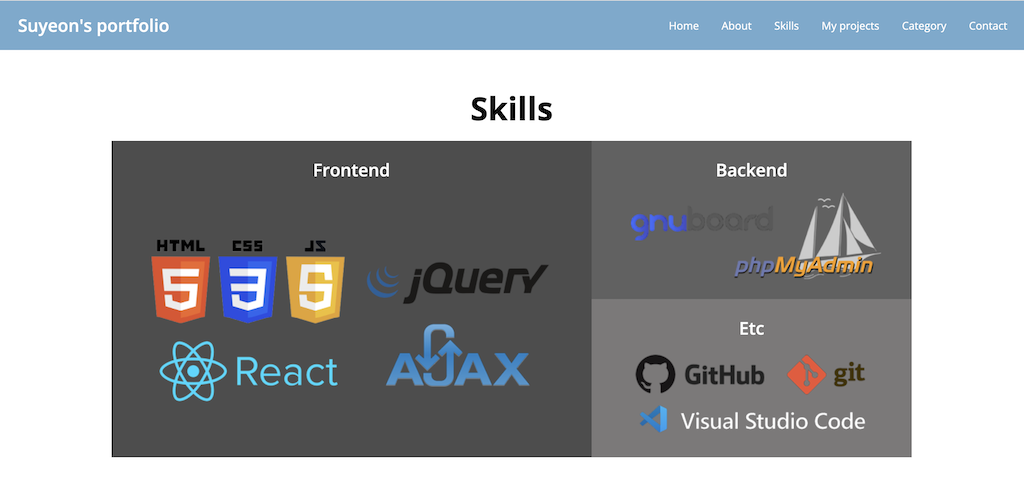 Suyeon's portfolio
Home About Skills My projects Category Contact
Skills
Frontend
HTML CSS JS
5 3 S
jQuery
React
AJAX
Backend
gnuboard
phpMyAdmin
Etc
GitHub
git
Visual Studio Code